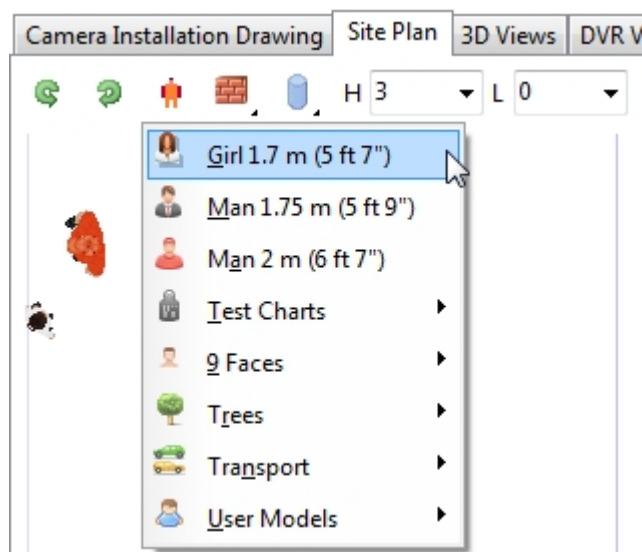 Camera Installation Drawing Site Plan 3D Views DVR V
H 3 L 0
Girl 1.7 m (5 ft 7")
Man 1.75 m (5 ft 9")
Man 2 m (6 ft 7")
Test Charts
9 Faces
Trees
Transport
User Models